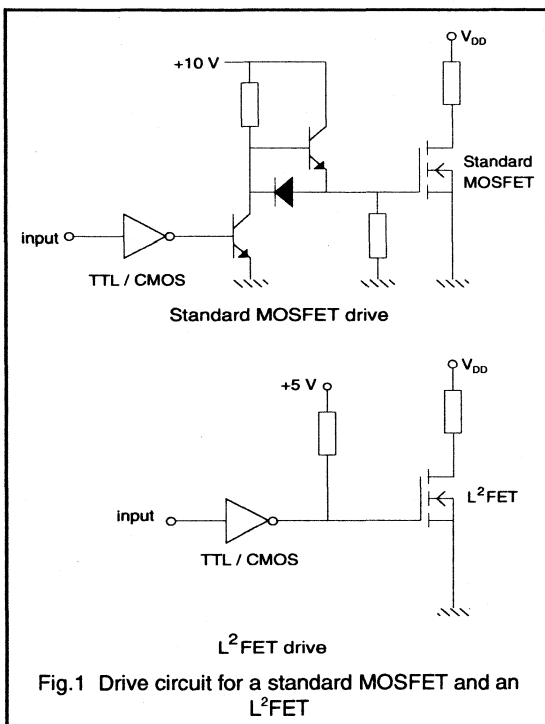 V_DD
+10 V
Standard
MOSFET
input
TTL / CMOS
Standard MOSFET drive
V_DD
+5 V
L²FET
input
TTL / CMOS
L²FET drive
Fig.1 Drive circuit for a standard MOSFET and an
L²FET